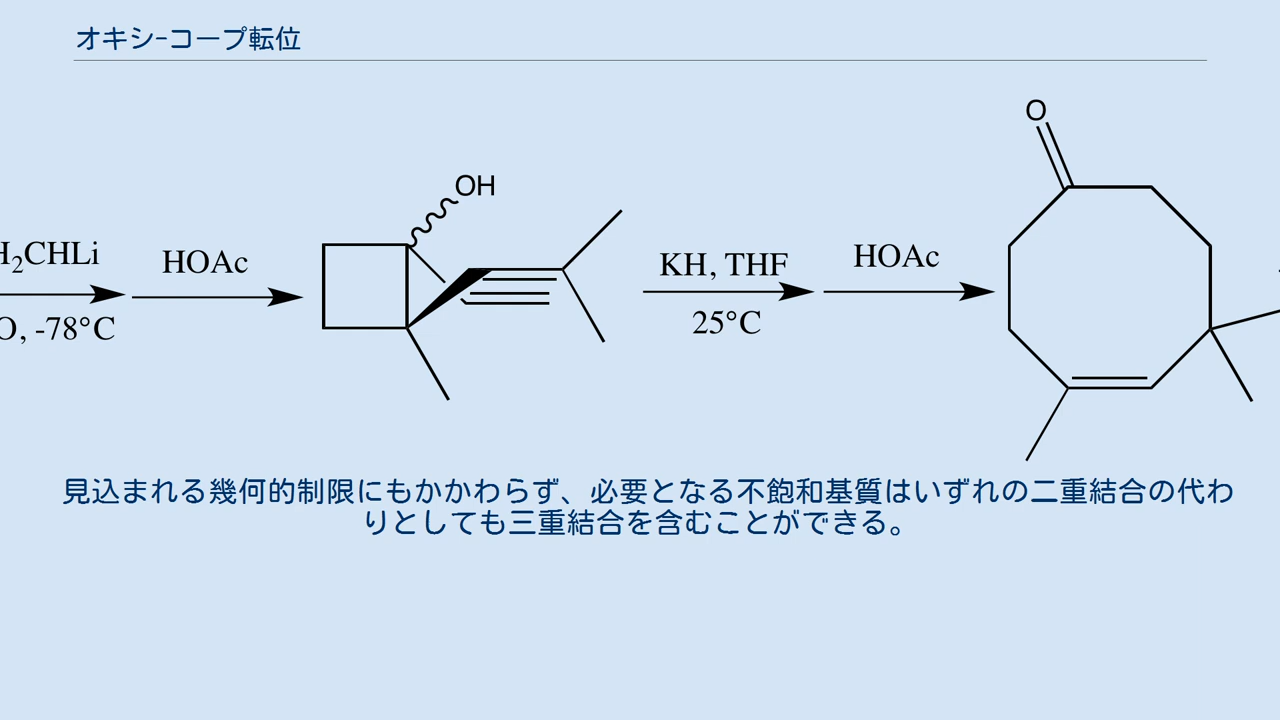 オキシ-コープ転位
O
OH
H₂CHLi
HOAc
KH, THF
HOAc
O, -78°C
25°C
見込まれる幾何的制限にもかかわらず、必要となる不飽和基質はいずれの二重結合の代わ
りとしても三重結合を含むことができる。